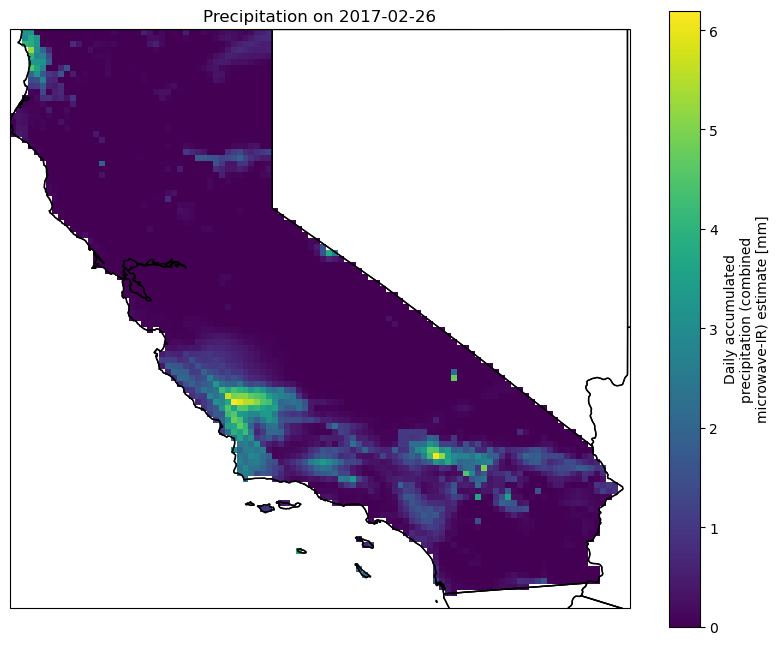 Precipitation on 2017-02-26
6
5
4
3
2
1
0
Daily accumulated
precipitation (combined
microwave-IR) estimate [mm]